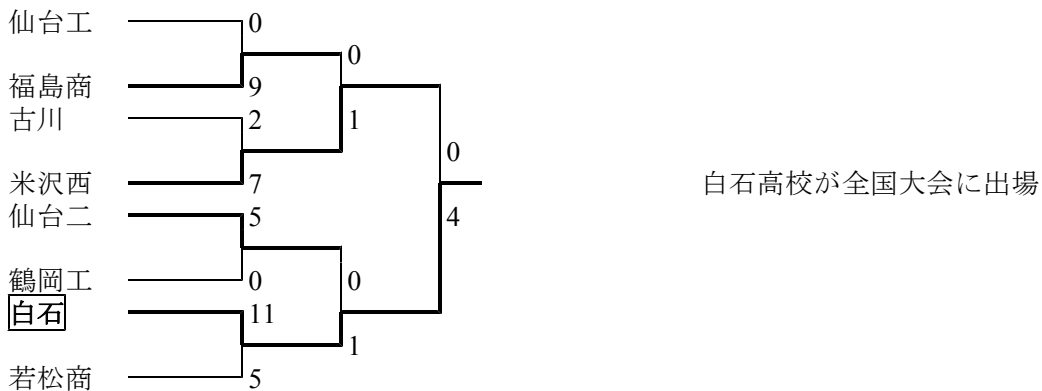 仙台工 0
0
福島商 9
古川 2
1
0
米沢西 7 白石高校が全国大会に出場
仙台二 5 4
鶴岡工 0 0
白石 11
1
若松商 5